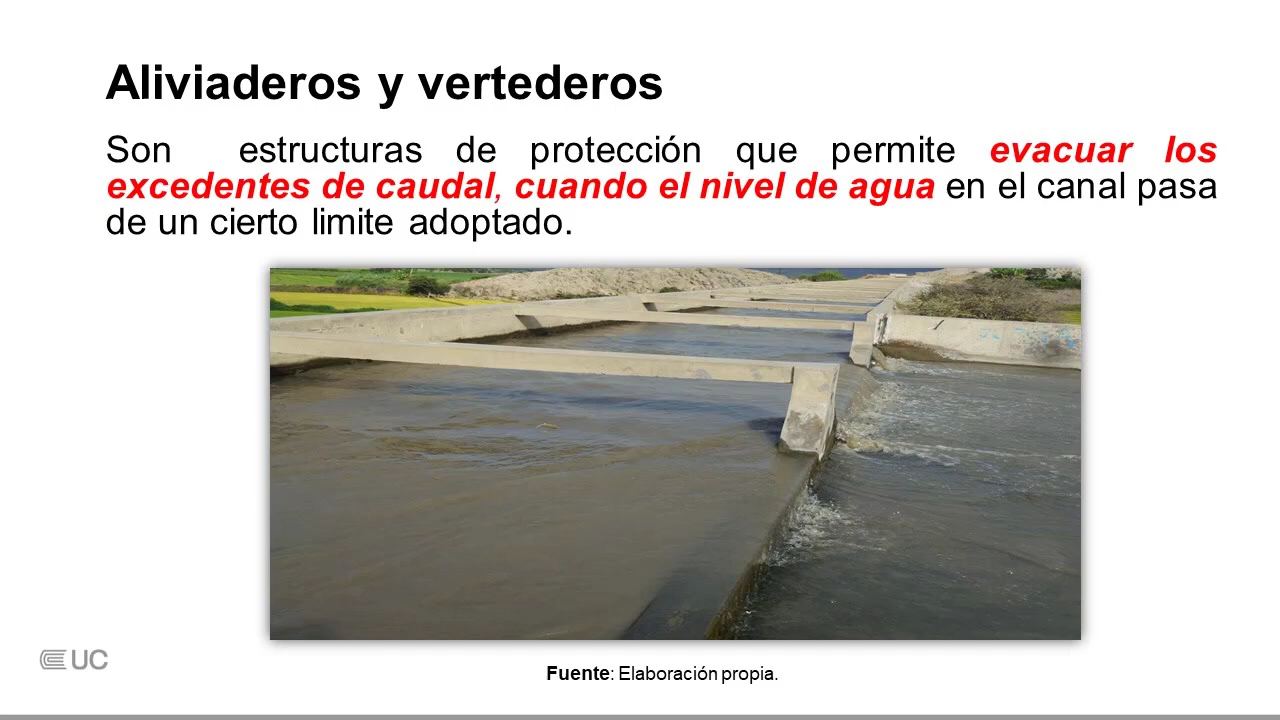 Aliviaderos y vertederos
Son estructuras de protección que permite evacuar los
excedentes de caudal, cuando el nivel de agua en el canal pasa
de un cierto limite adoptado.
UC
Fuente: Elaboración propia.